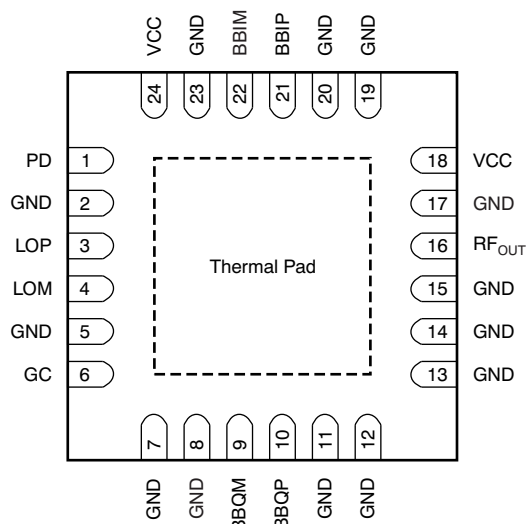 VCC GND BBIM BBIP GND GND
24 23 22 21 20 19
PD 1 18 VCC
GND 2 17 GND
LOP 3 16 RFOUT
Thermal Pad
LOM 4 15 GND
GND 5 14 GND
GC 6 13 GND
7 8 9 10 11 12
GND GND BBQM BBQP GND GND